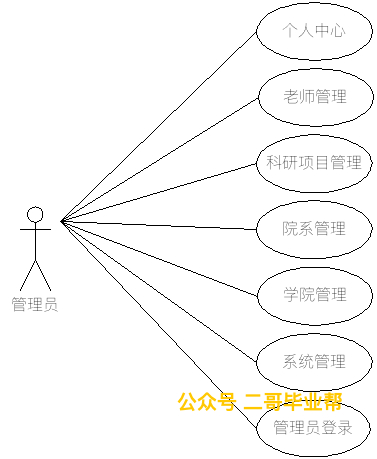 个人中心
老师管理
科研项目管理
院系管理
管理员
学院管理
系统管理
公众号 二哥毕业帮
管理员登录